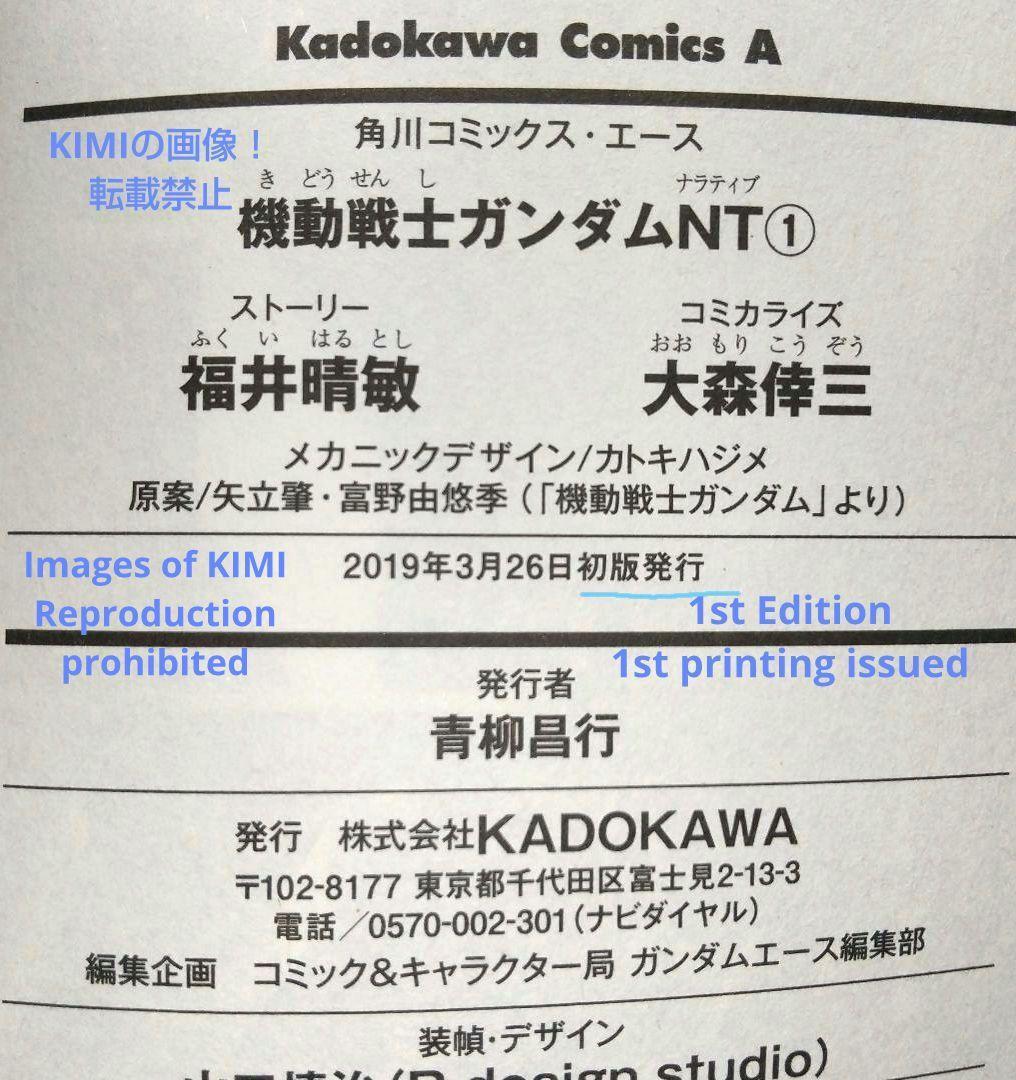 Kadokawa Comics A
角川コミックス・エース
KIMIの画像！
転載禁止
き どう せん し ナラティブ
機動戦士ガンダムNT①
ストーリー コミカライズ
ふく い はる とし おお もり こう ぞう
福井晴敏 大森倖三
メカニックデザイン/カトキハジメ
原案/矢立肇・富野由悠季（「機動戦士ガンダム」より）
2019年3月26日初版発行
Images of KIMI
Reproduction
prohibited
1st Edition
1st printing issued
発行者
青柳昌行
発行 株式会社KADOKAWA
〒102-8177 東京都千代田区富士見2-13-3
電話／0570-002-301（ナビダイヤル）
編集企画 コミック&キャラクター局 ガンダムエース編集部
装幀・デザイン
design studio）